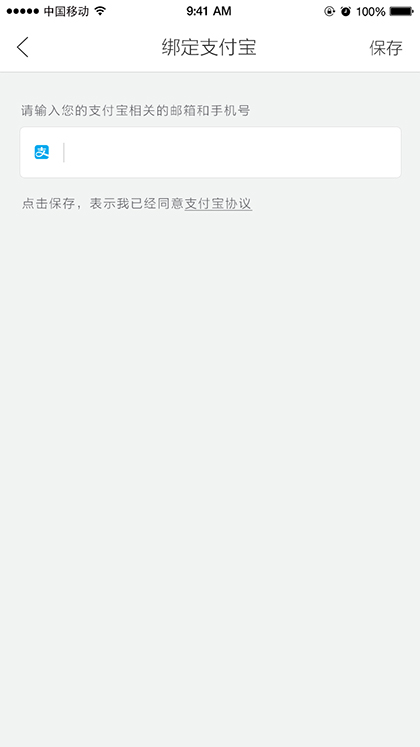 中国移动 9:41 AM 100%
绑定支付宝 保存
请输入您的支付宝相关的邮箱和手机号
支
点击保存，表示我已经同意支付宝协议